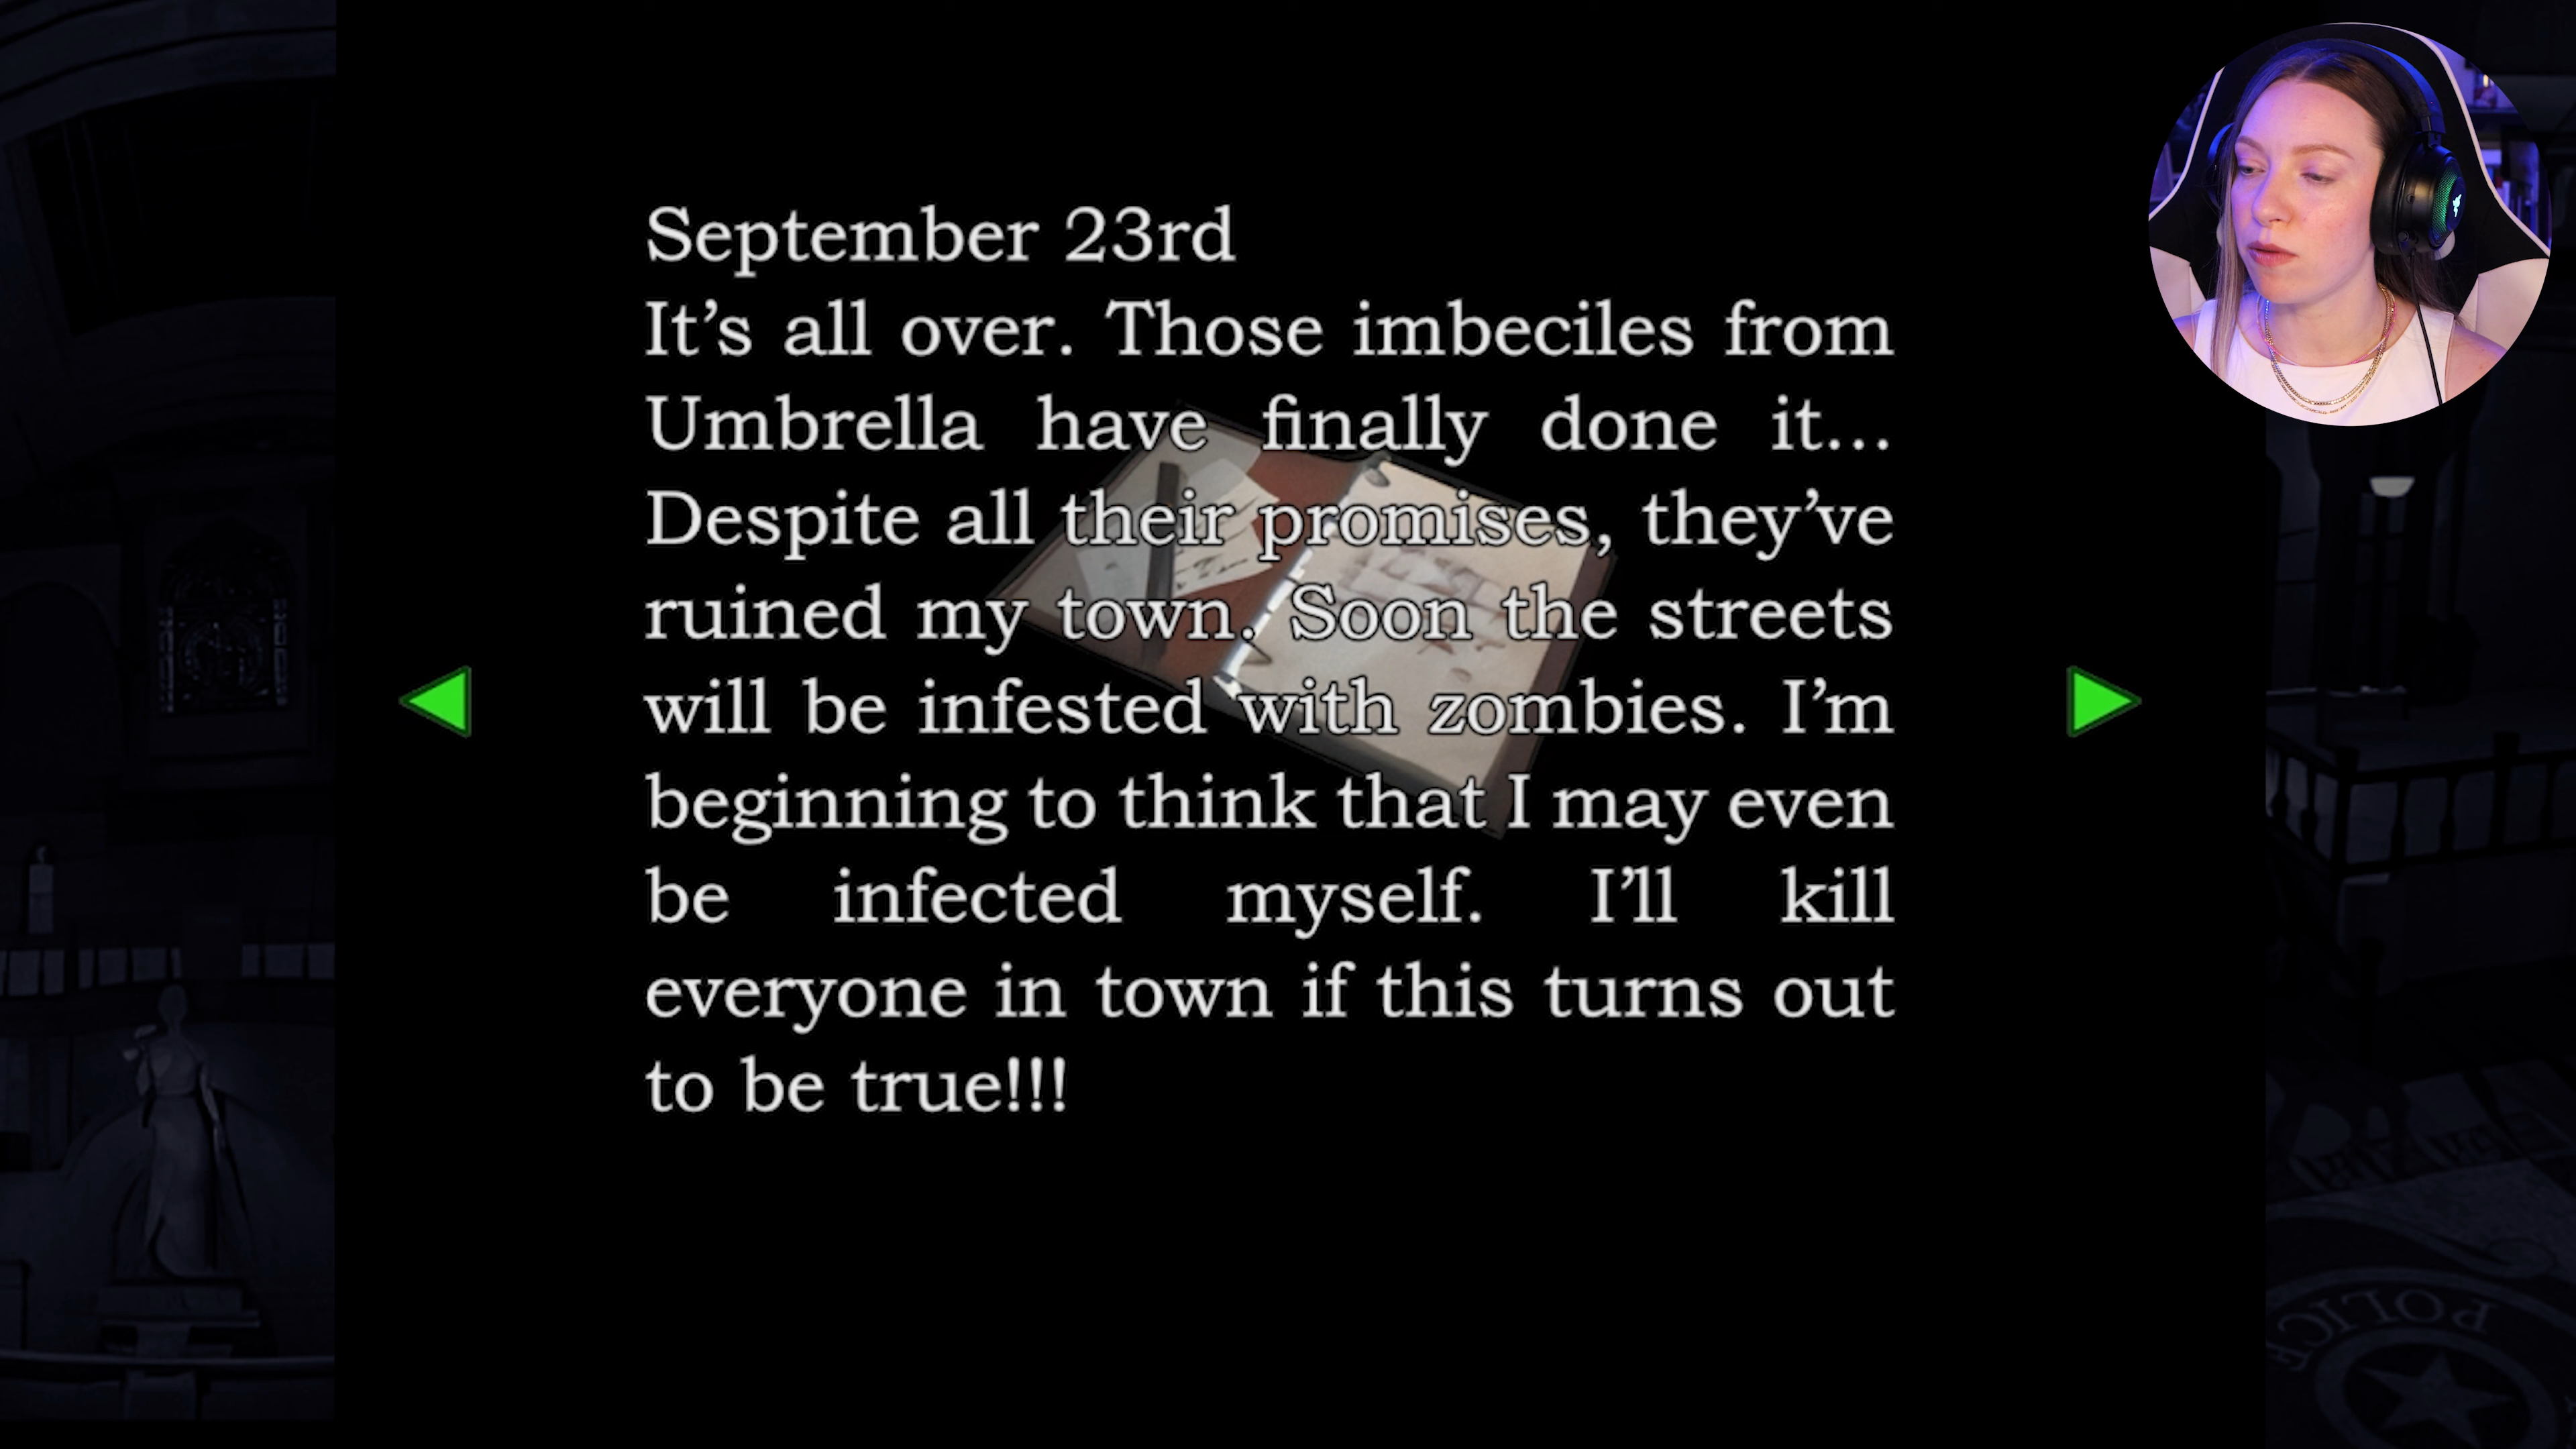 September 23rd
It's all over. Those imbeciles from
Umbrella have finally done it...
Despite all their promises, they've
ruined my town. Soon the streets
will be infested with zombies. I'm
beginning to think that I may even
be infected myself. I'll kill
everyone in town if this turns out
to be true!!!
POLICE